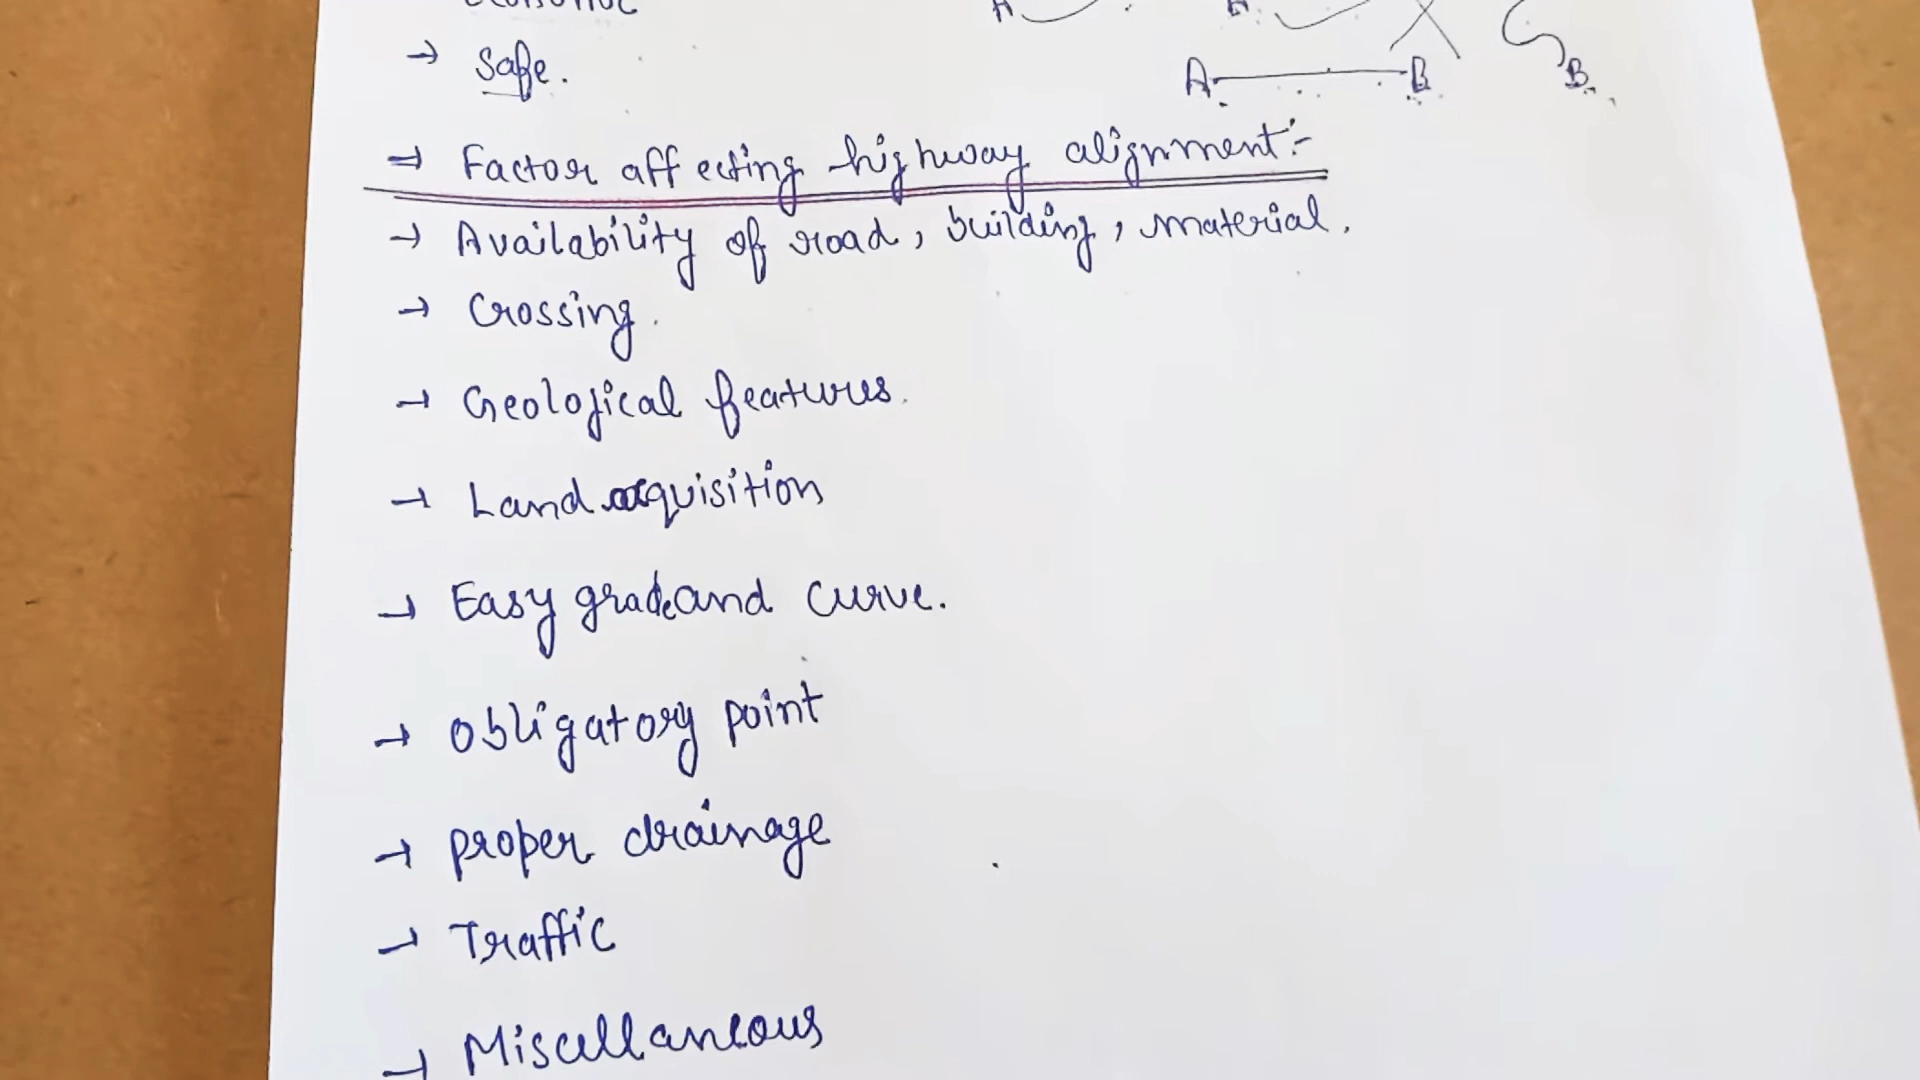 → Safe.
A B
B
⇒ Factor affecting highway alignment:-
→ Availability of road, building, material.
→ Crossing.
→ Geological features.
→ Land acquisition
→ Easy grade and curve.
→ Obligatory point
→ proper drainage
→ Traffic
→ Miscellaneous